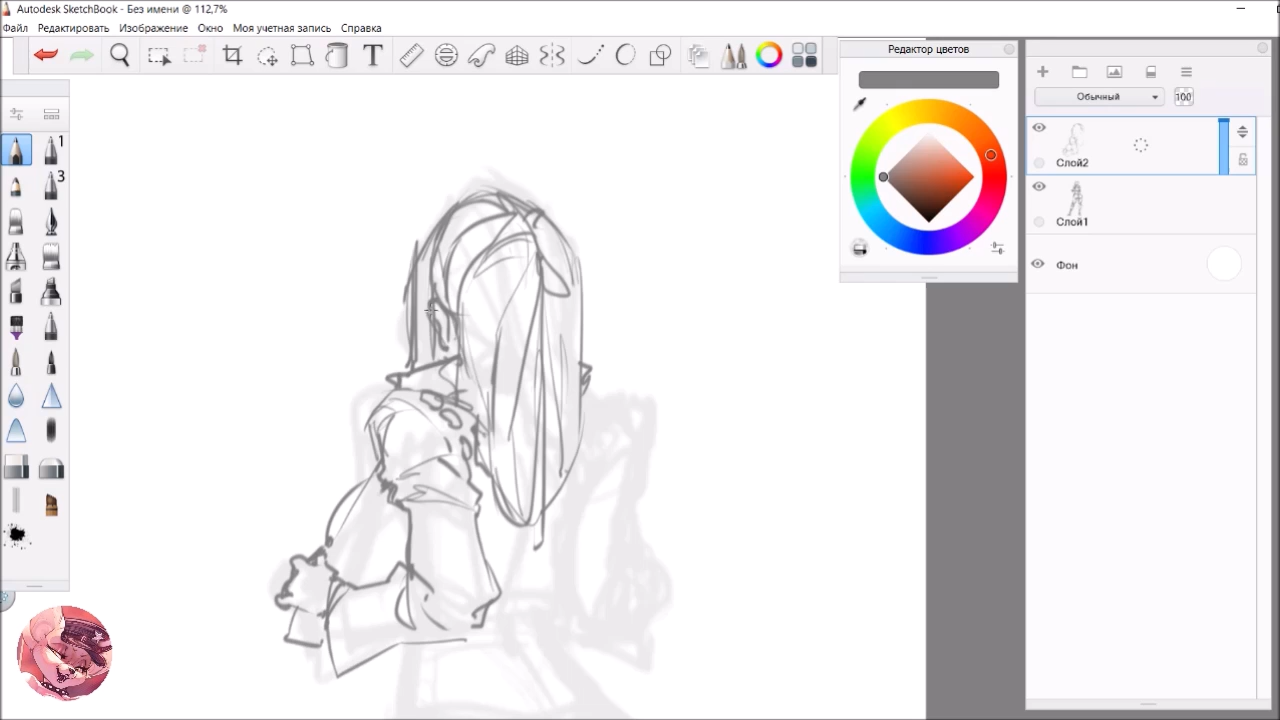 Autodesk SketchBook - Без имени @ 112,7%
Файл Редактировать Изображение Окно Моя учетная запись Справка
T
Редактор цветов
1
3
Обычный
100
Слой2
Слой1
Фон